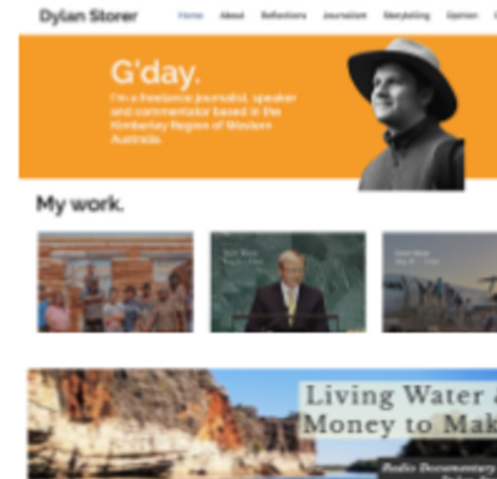 Dylan Storer
Home About Reflections Journalism Storytelling Opinion
G'day.
I'm a freelance journalist, speaker
and commentator based in the
Kimberley Region of Western
Australia.
My work.
Living Water
Money to Mak
Radio Documentary